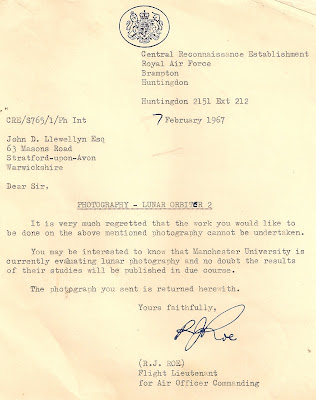 Central Reconnaissance Establishment
Royal Air Force
Brampton
Huntingdon
Huntingdon 2151 Ext 212
CRE/S765/1/Ph Int
7 February 1967
John D. Llewellyn Esq
63 Masons Road
Stratford-upon-Avon
Warwickshire
Dear Sir.
PHOTOGRAPHY - LUNAR ORBITER 2
It is very much regretted that the work you would like
to be done on the above mentioned photography cannot be undertaken.
You may be interested to know that Manchester University is
currently evaluating lunar photography and no doubt the results
of their studies will be published in due course.
The photograph you sent is returned herewith.
Yours faithfully,
R J Roe
(R.J. ROE)
Flight Lieutenant
for Air Officer Commanding